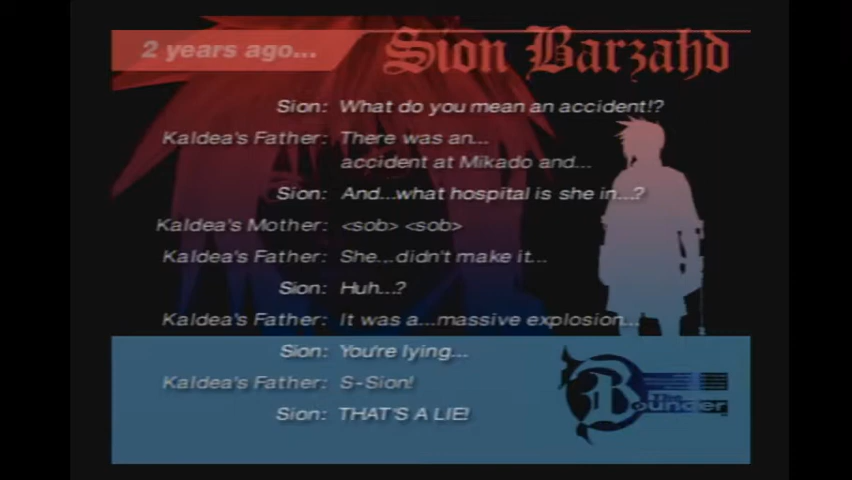 2 years ago...
Sion Barzahd
Sion: What do you mean an accident!?
Kaldea's Father: There was an...
accident at Mikado and...
Sion: And...what hospital is she in...?
Kaldea's Mother: <sob> <sob>
Kaldea's Father: She...didn't make it...
Sion: Huh...?
Kaldea's Father: It was a...massive explosion...
Sion: You're lying...
Kaldea's Father: S-Sion!
Sion: THAT'S A LIE!
The
Bouncer